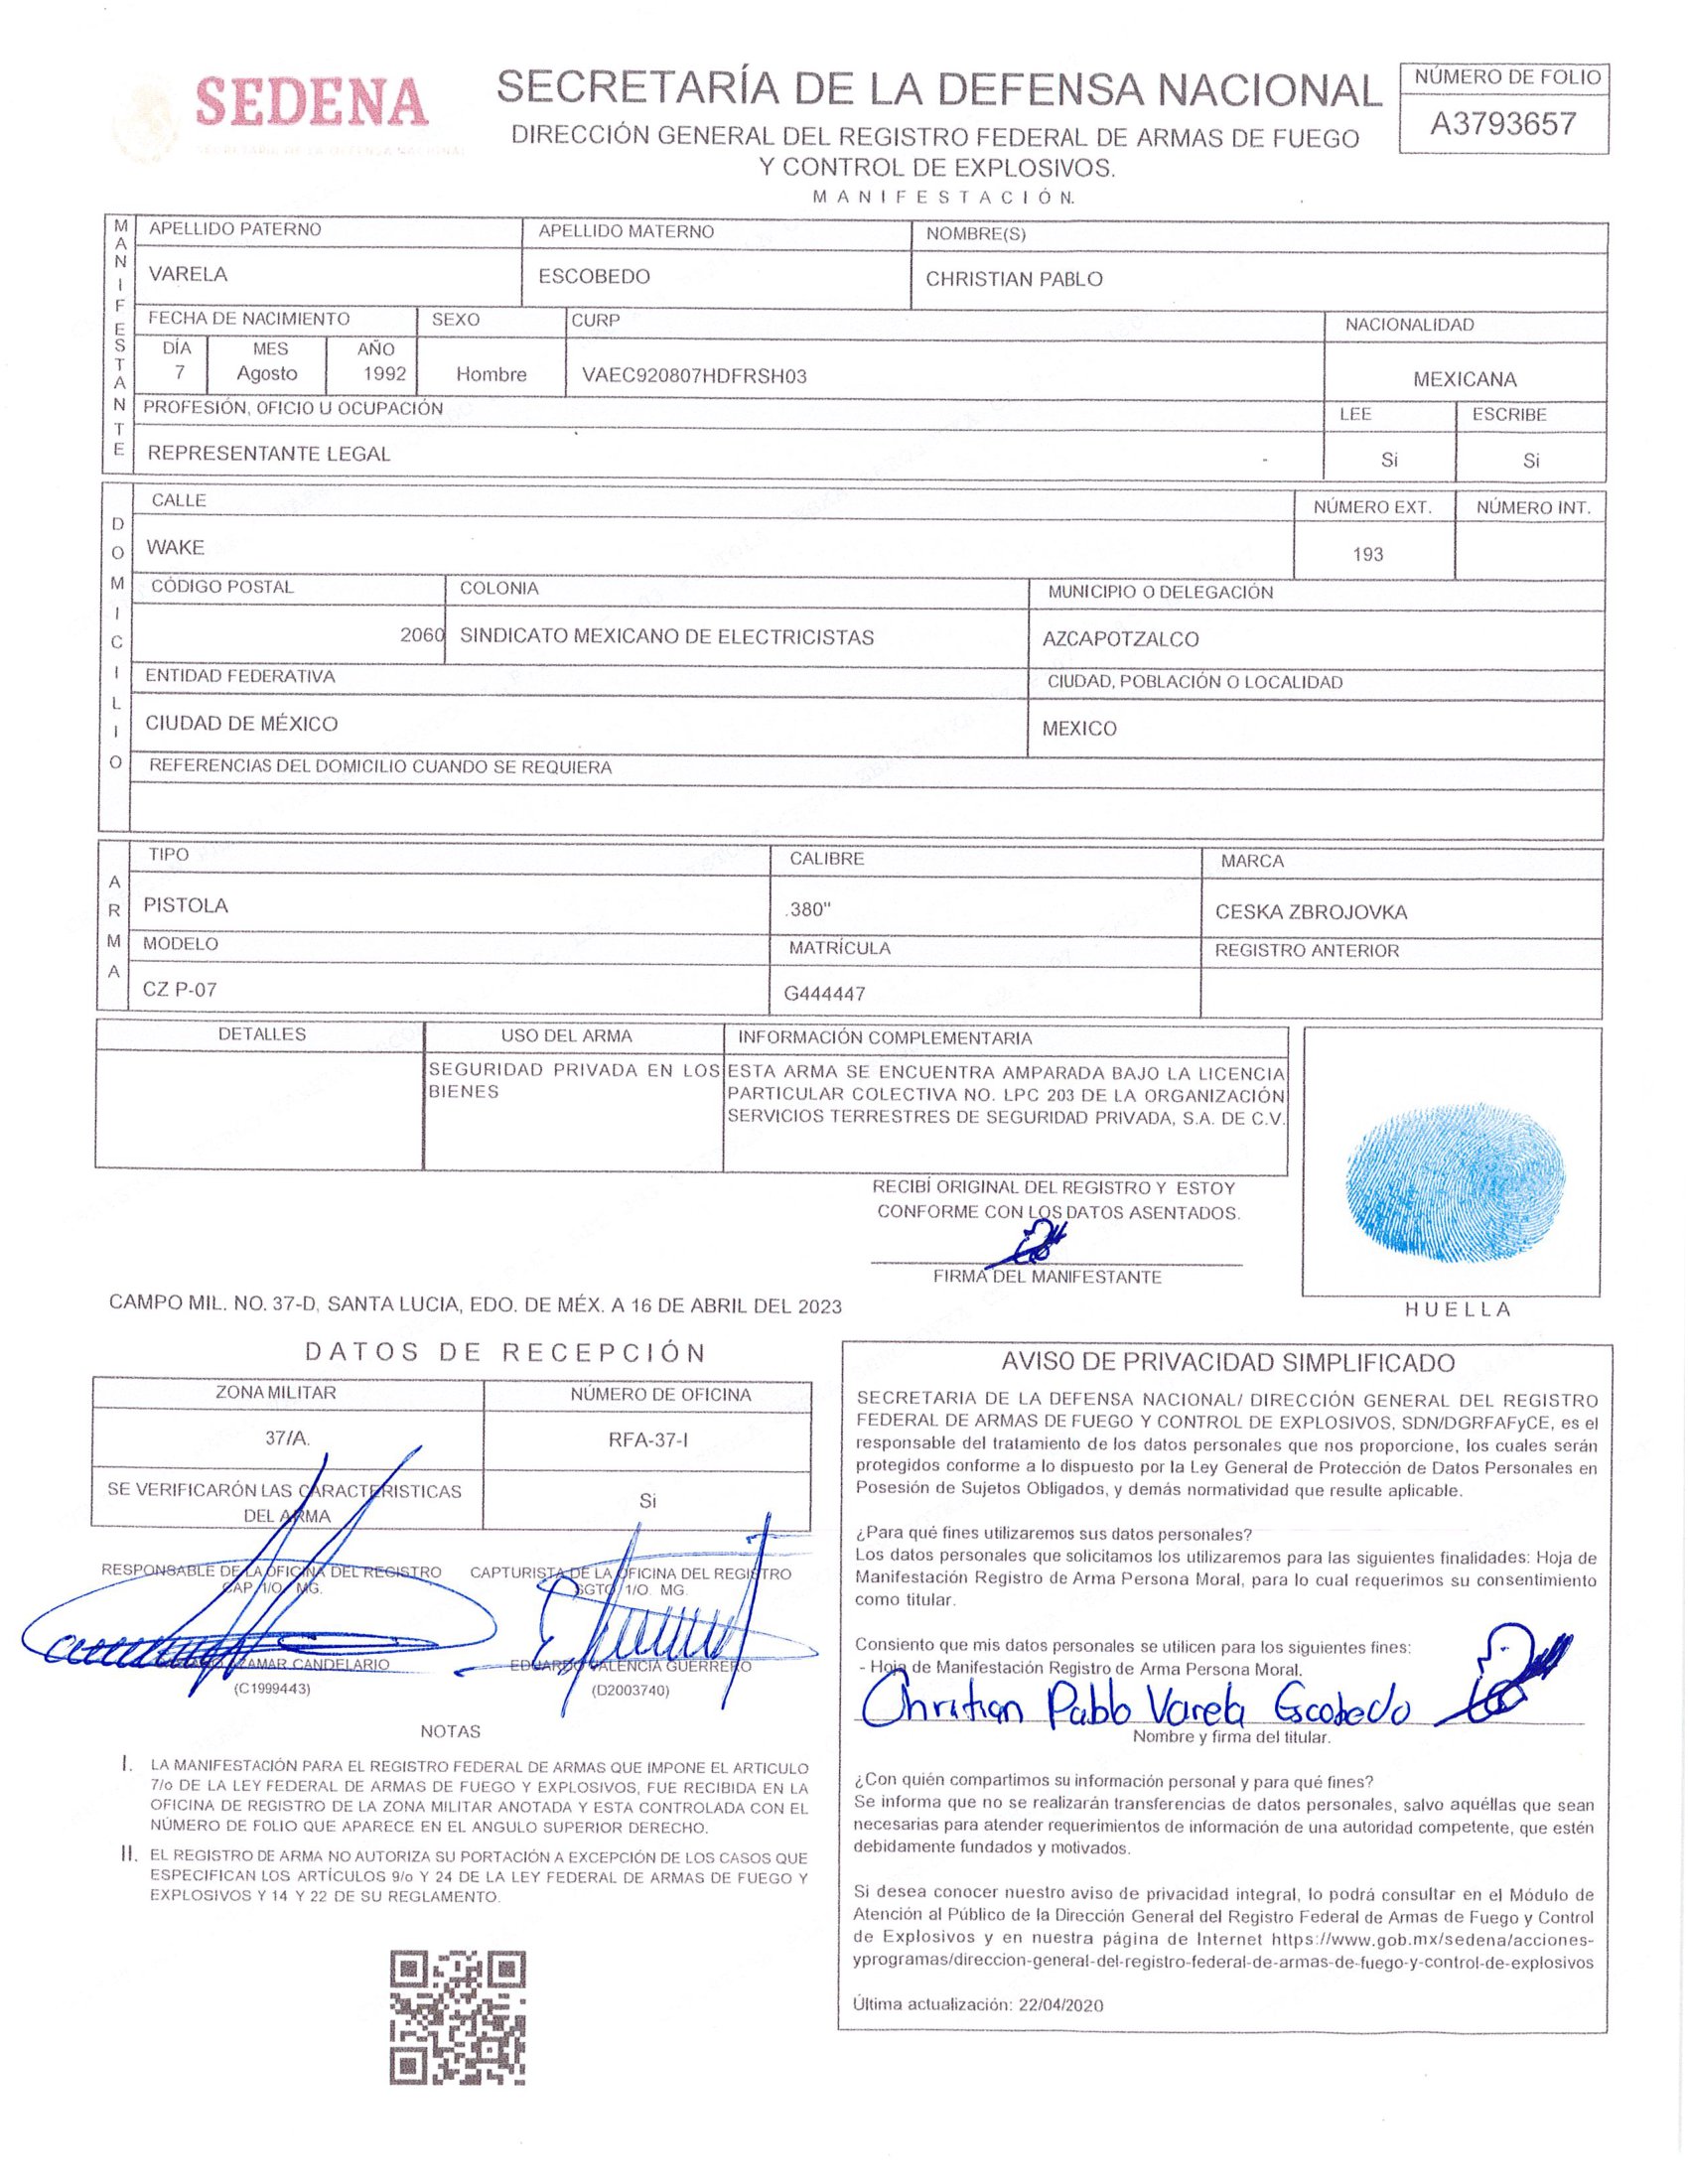 SEDENA
SECRETARÍA DE LA DEFENSA NACIONAL
SECRETARÍA DE LA DEFENSA NACIONAL
DIRECCIÓN GENERAL DEL REGISTRO FEDERAL DE ARMAS DE FUEGO
Y CONTROL DE EXPLOSIVOS.
MANIFESTACIÓN.
NÚMERO DE FOLIO
A3793657
MANIFESTANTE
APELLIDO PATERNO APELLIDO MATERNO NOMBRE(S)
VARELA ESCOBEDO CHRISTIAN PABLO
FECHA DE NACIMIENTO SEXO CURP NACIONALIDAD
DÍA MES AÑO
7 Agosto 1992 Hombre VAEC920807HDFRSH03 MEXICANA
PROFESIÓN, OFICIO U OCUPACIÓN LEE ESCRIBE
REPRESENTANTE LEGAL Si Si
DOMICILIO
CALLE NÚMERO EXT. NÚMERO INT.
WAKE 193
CÓDIGO POSTAL COLONIA MUNICIPIO O DELEGACIÓN
2060 SINDICATO MEXICANO DE ELECTRICISTAS AZCAPOTZALCO
ENTIDAD FEDERATIVA CIUDAD, POBLACIÓN O LOCALIDAD
CIUDAD DE MÉXICO MEXICO
REFERENCIAS DEL DOMICILIO CUANDO SE REQUIERA
ARMA
TIPO CALIBRE MARCA
PISTOLA .380" CESKA ZBROJOVKA
MODELO MATRÍCULA REGISTRO ANTERIOR
CZ P-07 G444447
DETALLES USO DEL ARMA INFORMACIÓN COMPLEMENTARIA
SEGURIDAD PRIVADA EN LOS BIENES
ESTA ARMA SE ENCUENTRA AMPARADA BAJO LA LICENCIA
PARTICULAR COLECTIVA NO. LPC 203 DE LA ORGANIZACIÓN
SERVICIOS TERRESTRES DE SEGURIDAD PRIVADA, S.A. DE C.V.
RECIBÍ ORIGINAL DEL REGISTRO Y ESTOY
CONFORME CON LOS DATOS ASENTADOS.
FIRMA DEL MANIFESTANTE
HUELLA
CAMPO MIL. NO. 37-D, SANTA LUCIA, EDO. DE MÉX. A 16 DE ABRIL DEL 2023
DATOS DE RECEPCIÓN
ZONA MILITAR NÚMERO DE OFICINA
37/A. RFA-37-I
SE VERIFICARÓN LAS CARACTERISTICAS
DEL ARMA
Si
RESPONSABLE DE LA OFICINA DEL REGISTRO
CAP. 1/O. MG.
AZAMAR CANDELARIO
(C1999443)
CAPTURISTA DE LA OFICINA DEL REGISTRO
SGTO. 1/O. MG.
EDUARDO VALENCIA GUERRERO
(D2003740)
NOTAS
I. LA MANIFESTACIÓN PARA EL REGISTRO FEDERAL DE ARMAS QUE IMPONE EL ARTICULO
7/o DE LA LEY FEDERAL DE ARMAS DE FUEGO Y EXPLOSIVOS, FUE RECIBIDA EN LA
OFICINA DE REGISTRO DE LA ZONA MILITAR ANOTADA Y ESTA CONTROLADA CON EL
NÚMERO DE FOLIO QUE APARECE EN EL ANGULO SUPERIOR DERECHO.
II. EL REGISTRO DE ARMA NO AUTORIZA SU PORTACIÓN A EXCEPCIÓN DE LOS CASOS QUE
ESPECIFICAN LOS ARTÍCULOS 9/o Y 24 DE LA LEY FEDERAL DE ARMAS DE FUEGO Y
EXPLOSIVOS Y 14 Y 22 DE SU REGLAMENTO.
AVISO DE PRIVACIDAD SIMPLIFICADO
SECRETARIA DE LA DEFENSA NACIONAL/ DIRECCIÓN GENERAL DEL REGISTRO
FEDERAL DE ARMAS DE FUEGO Y CONTROL DE EXPLOSIVOS, SDN/DGRFAFyCE, es el
responsable del tratamiento de los datos personales que nos proporcione, los cuales serán
protegidos conforme a lo dispuesto por la Ley General de Protección de Datos Personales en
Posesión de Sujetos Obligados, y demás normatividad que resulte aplicable.
¿Para qué fines utilizaremos sus datos personales?
Los datos personales que solicitamos los utilizaremos para las siguientes finalidades: Hoja de
Manifestación Registro de Arma Persona Moral, para lo cual requerimos su consentimiento
como titular.
Consiento que mis datos personales se utilicen para los siguientes fines:
- Hoja de Manifestación Registro de Arma Persona Moral.
Chritian Pablo Varela Escobedo
Nombre y firma del titular.
¿Con quién compartimos su información personal y para qué fines?
Se informa que no se realizarán transferencias de datos personales, salvo aquéllas que sean
necesarias para atender requerimientos de información de una autoridad competente, que estén
debidamente fundados y motivados.
Si desea conocer nuestro aviso de privacidad integral, lo podrá consultar en el Módulo de
Atención al Público de la Dirección General del Registro Federal de Armas de Fuego y Control
de Explosivos y en nuestra página de Internet https://www.gob.mx/sedena/acciones-
yprogramas/direccion-general-del-registro-federal-de-armas-de-fuego-y-control-de-explosivos
Última actualización: 22/04/2020